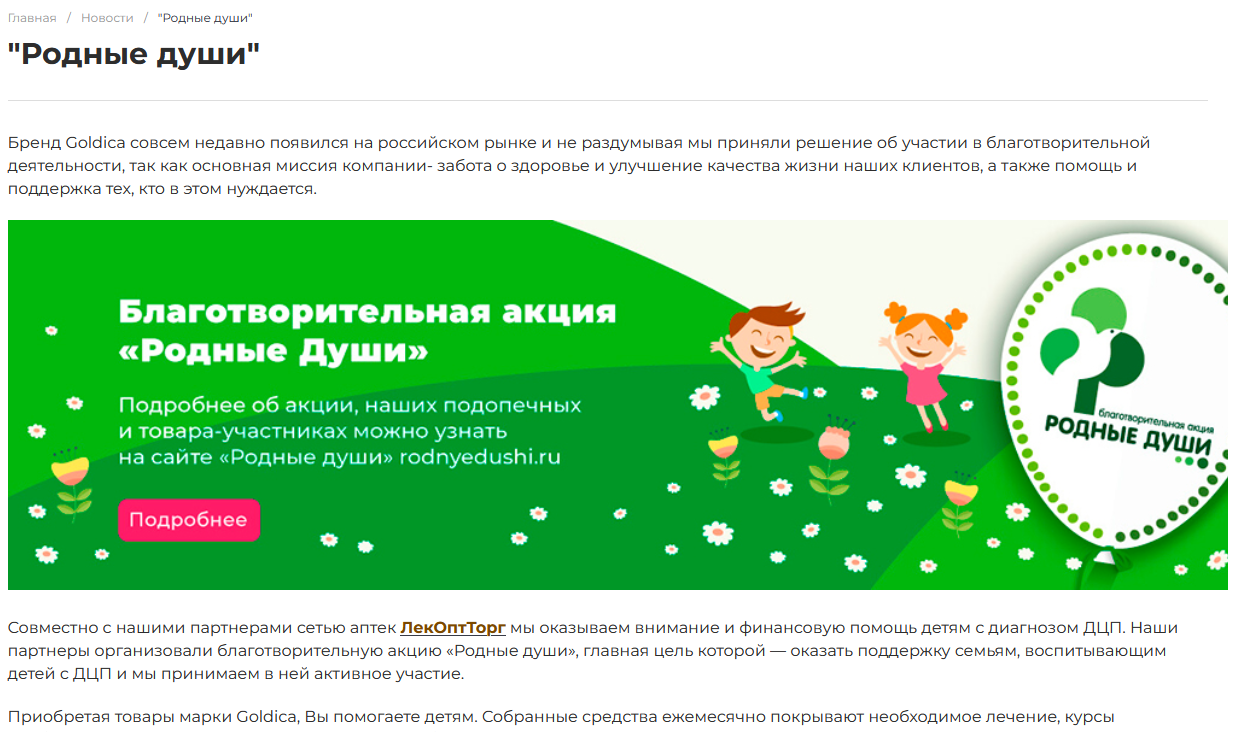 Главная / Новости / "Родные души"
"Родные души"
Бренд Goldica совсем недавно появился на российском рынке и не раздумывая мы приняли решение об участии в благотворительной
деятельности, так как основная миссия компании- забота о здоровье и улучшение качества жизни наших клиентов, а также помощь и
поддержка тех, кто в этом нуждается.
Благотворительная акция
«Родные Души»
Подробнее об акции, наших подопечных
и товара-участниках можно узнать
на сайте «Родные души» rodnyedushi.ru
Подробнее
благотворительная акция
РОДНЫЕ ДУШИ
Совместно с нашими партнерами сетью аптек ЛекОптТорг мы оказываем внимание и финансовую помощь детям с диагнозом ДЦП. Наши
партнеры организовали благотворительную акцию «Родные души», главная цель которой — оказать поддержку семьям, воспитывающим
детей с ДЦП и мы принимаем в ней активное участие.
Приобретая товары марки Goldica, Вы помогаете детям. Собранные средства ежемесячно покрывают необходимое лечение, курсы